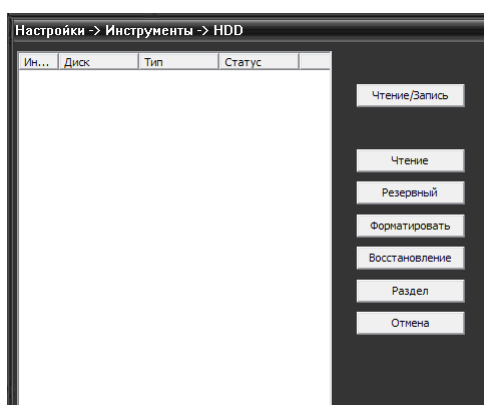 Настройки -> Инструменты -> HDD
Ин... Диск Тип Статус
Чтение/Запись
Чтение
Резервный
Форматировать
Восстановление
Раздел
Отмена